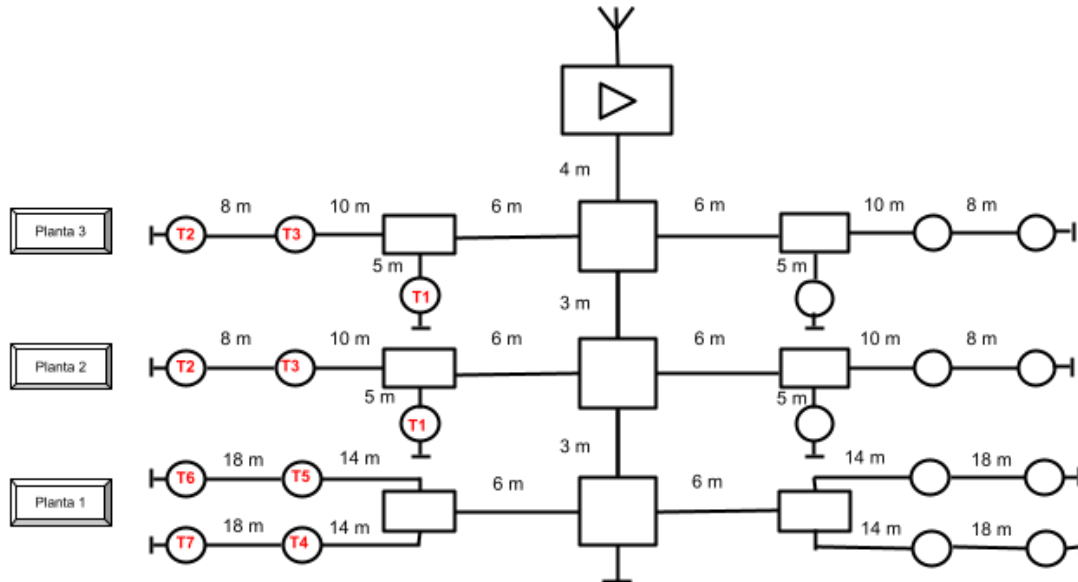 4 m
8 m 10 m 6 m 6 m 10 m 8 m
Planta 3 T2 T3
5 m 5 m
T1
3 m
8 m 10 m 6 m 6 m 10 m 8 m
Planta 2 T2 T3
5 m 5 m
T1
3 m
18 m 14 m 14 m 18 m
T6 T5
6 m 6 m
Planta 1
18 m 14 m 14 m 18 m
T7 T4